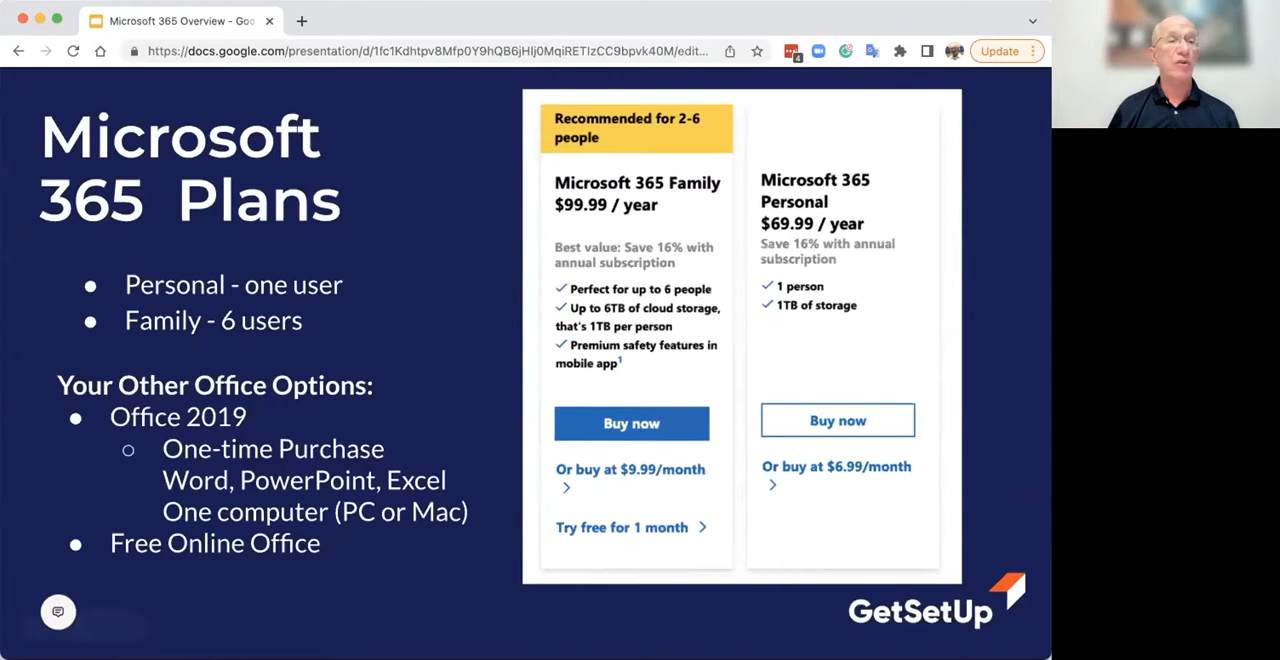 Microsoft 365 Overview - Goo
https://docs.google.com/presentation/d/1fc1Kdhtpv8Mfp0Y9hQB6jHIj0MqiRETIzCC9bpvk40M/edit...
4
Update
Microsoft
365 Plans
Personal - one user
Family - 6 users
Your Other Office Options:
Office 2019
One-time Purchase
Word, PowerPoint, Excel
One computer (PC or Mac)
Free Online Office
Recommended for 2-6
people
Microsoft 365 Family
$99.99 / year
Best value: Save 16% with
annual subscription
Perfect for up to 6 people
Up to 6TB of cloud storage,
that's 1TB per person
Premium safety features in
mobile app1
Buy now
Or buy at $9.99/month
Try free for 1 month
Microsoft 365
Personal
$69.99 / year
Save 16% with annual
subscription
1 person
1TB of storage
Buy now
Or buy at $6.99/month
GetSetUp